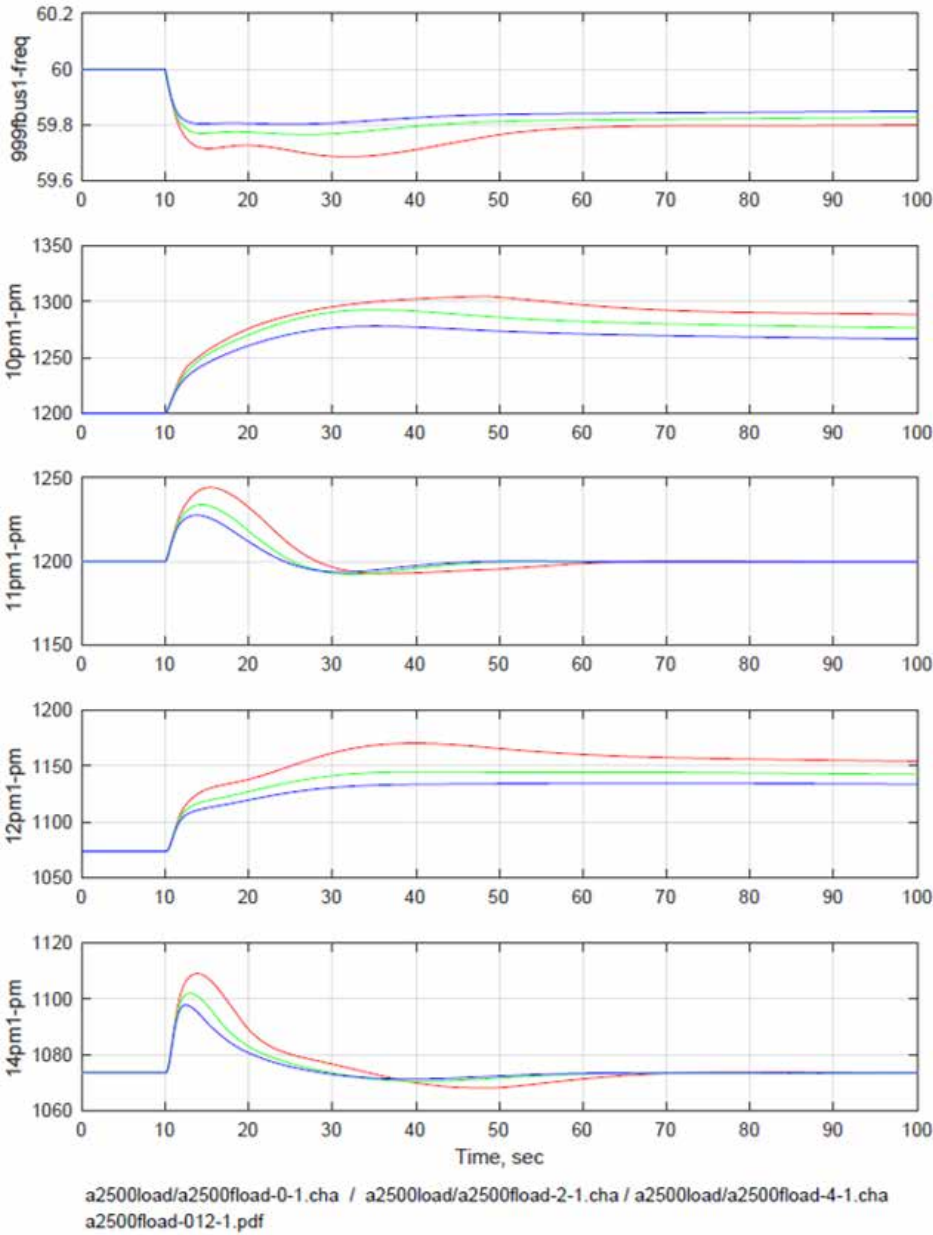 60.2
60
59.8
59.6
999fbus1-freq
0 10 20 30 40 50 60 70 80 90 100
1350
1300
1250
1200
10pm1-pm
0 10 20 30 40 50 60 70 80 90 100
1250
1200
1150
11pm1-pm
0 10 20 30 40 50 60 70 80 90 100
1200
1150
1100
1050
12pm1-pm
0 10 20 30 40 50 60 70 80 90 100
1120
1100
1080
1060
14pm1-pm
0 10 20 30 40 50 60 70 80 90 100
Time, sec
a2500load/a2500fload-0-1.cha / a2500load/a2500fload-2-1.cha / a2500load/a2500fload-4-1.cha
a2500fload-012-1.pdf